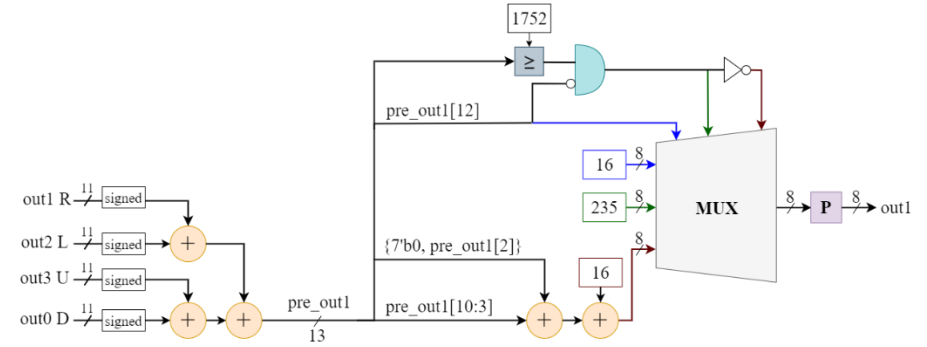 1752
≥
pre_out1[12]
16 8
235 8
MUX
8 P 8 out1
8
out1 R 11 signed
out2 L 11 signed
+
{7'b0, pre_out1[2]}
16
out3 U 11 signed
out0 D 11 signed
+ +
pre_out1
13
pre_out1[10:3]
+ +